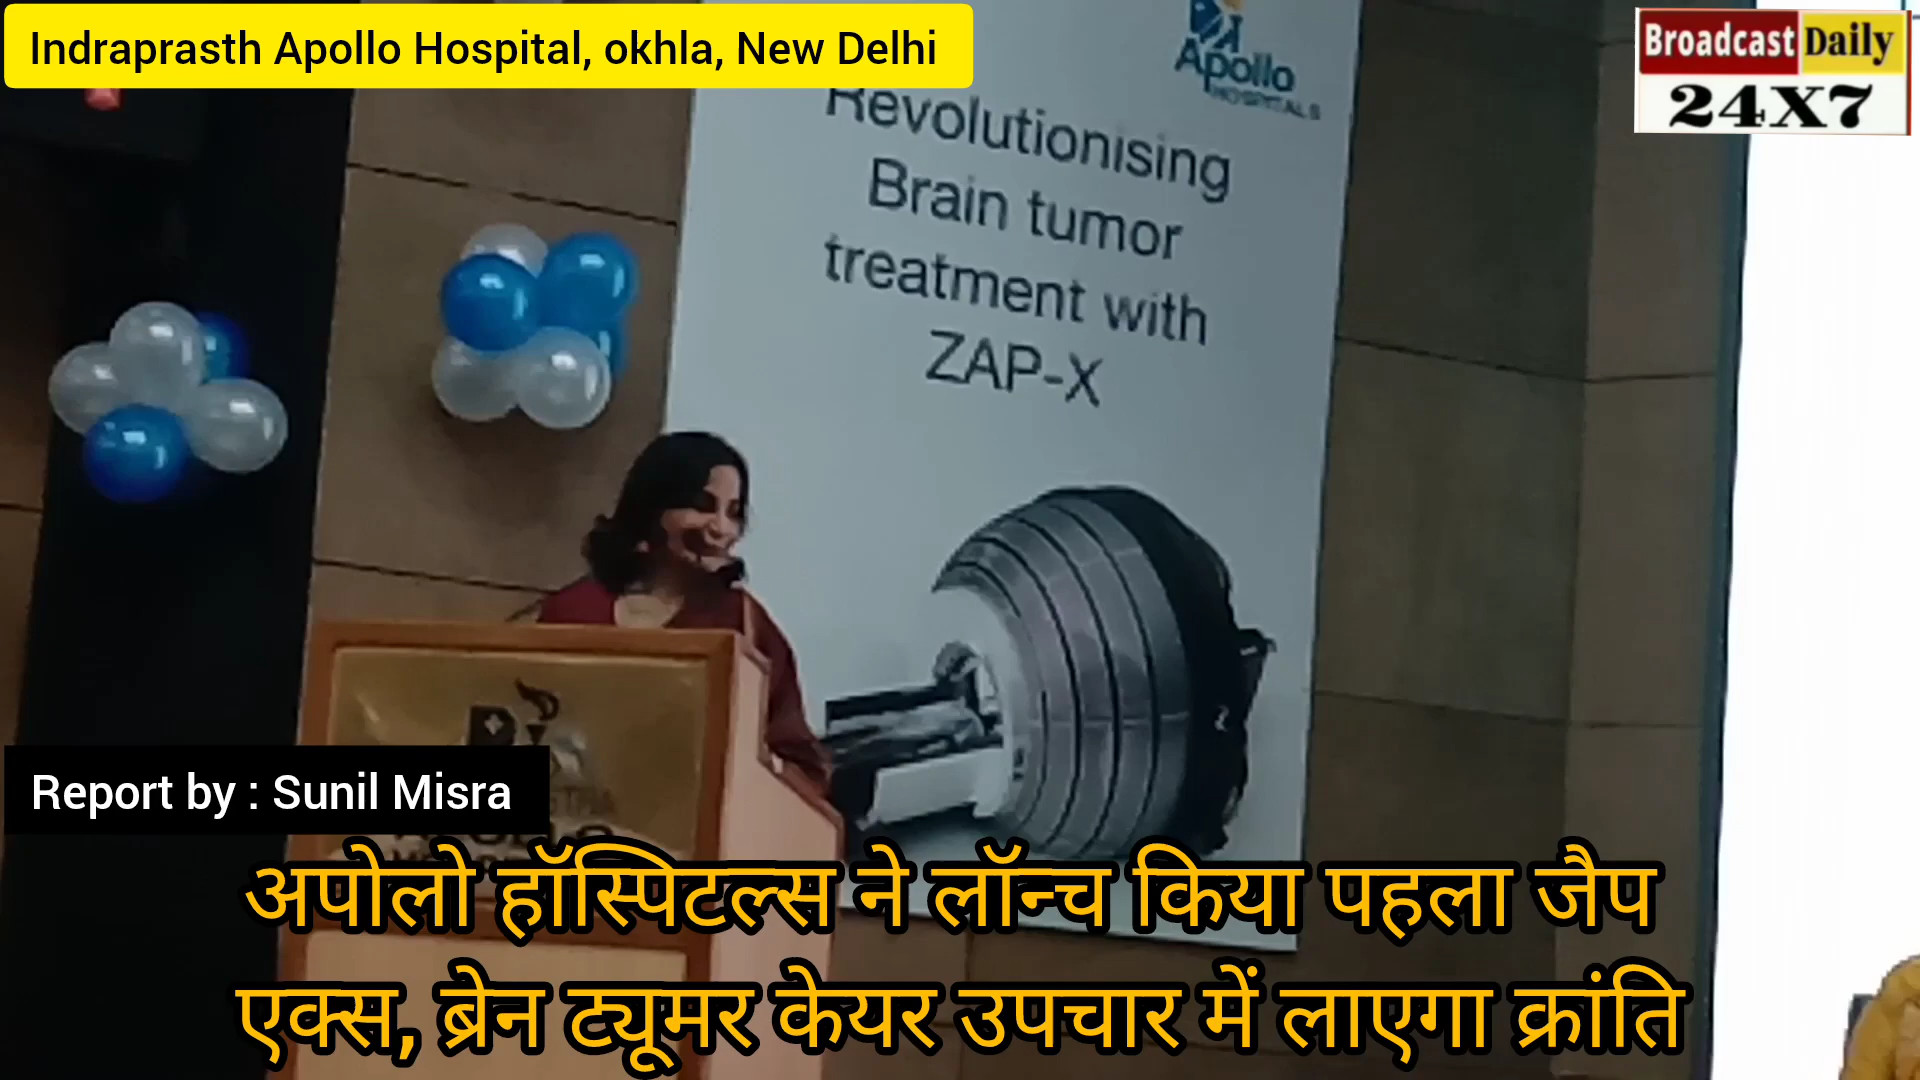 Indraprasth Apollo Hospital, okhla, New Delhi
Broadcast Daily
24X7
Apollo
HOSPITALS
Revolutionising
Brain tumor
treatment with
ZAP-X
Report by : Sunil Misra
अपोलो हॉस्पिटल्स ने लॉन्च किया पहला जैप
एक्स, ब्रेन ट्यूमर केयर उपचार में लाएगा क्रांति